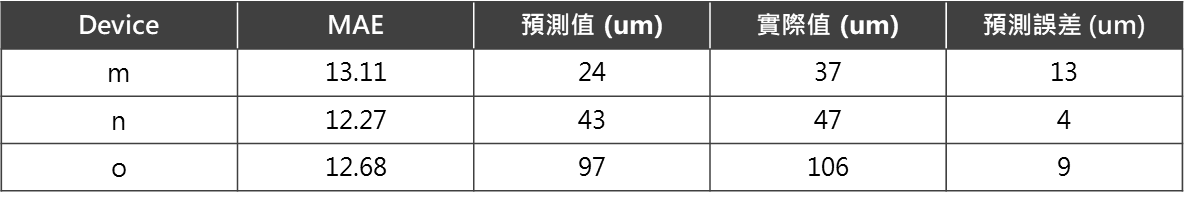 Device MAE 預測值 (um) 實際值 (um) 預測誤差 (um)
m 13.11 24 37 13
n 12.27 43 47 4
o 12.68 97 106 9